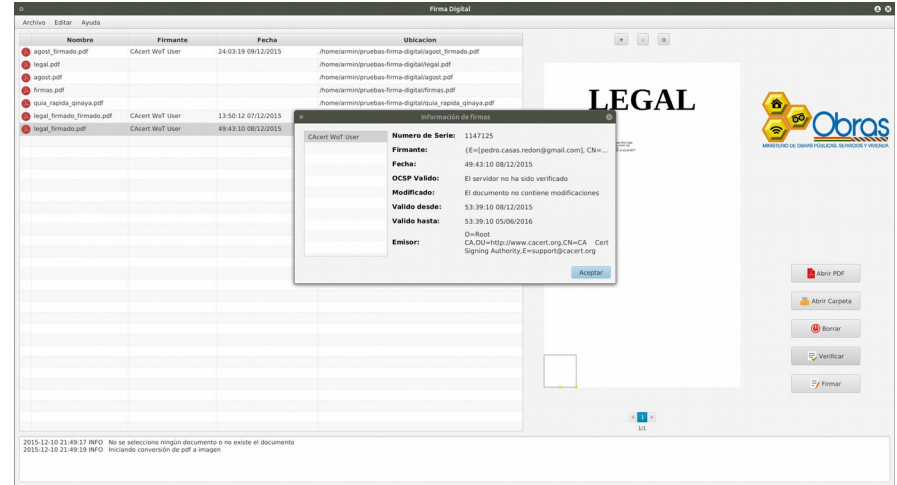 Firma Digital
Archivo Editar Ayuda
Nombre Firmante Fecha Ubicacion
agost_firmado.pdf CAcert WoT User 24:03:19 09/12/2015 /home/armin/pruebas-firma-digital/agost_firmado.pdf
legal.pdf /home/armin/pruebas-firma-digital/legal.pdf
agost.pdf /home/armin/pruebas-firma-digital/agost.pdf
firmas.pdf /home/armin/pruebas-firma-digital/firmas.pdf
quia_rapida_qinaya.pdf /home/armin/pruebas-firma-digital/quia_rapida_qinaya.pdf
legal_firmado_firmado.pdf CAcert WoT User 13:50:12 07/12/2015
legal_firmado.pdf CAcert WoT User 49:43:10 08/12/2015
+ - o
LEGAL
Información de firmas
CAcert WoT User
Numero de Serie: 1147125
Firmante: {E=[pedro.casas.redon@gmail.com], CN=...
Fecha: 49:43:10 08/12/2015
OCSP Valido: El servidor no ha sido verificado
Modificado: El documento no contiene modificaciones
Valido desde: 53:39:10 08/12/2015
Valido hasta: 53:39:10 05/06/2016
Emisor: O=Root
CA,OU=http://www.cacert.org,CN=CA Cert
Signing Authority,E=support@cacert.org
Aceptar
Obras
MINISTERIO DE OBRAS PÚBLICAS, SERVICIOS Y VIVIENDA
Abrir PDF
Abrir Carpeta
Borrar
Verificar
Firmar
1
1/1
2015-12-10 21:49:17 INFO No se selecciono ningún documento o no existe el documento
2015-12-10 21:49:19 INFO Iniciando conversión de pdf a imagen